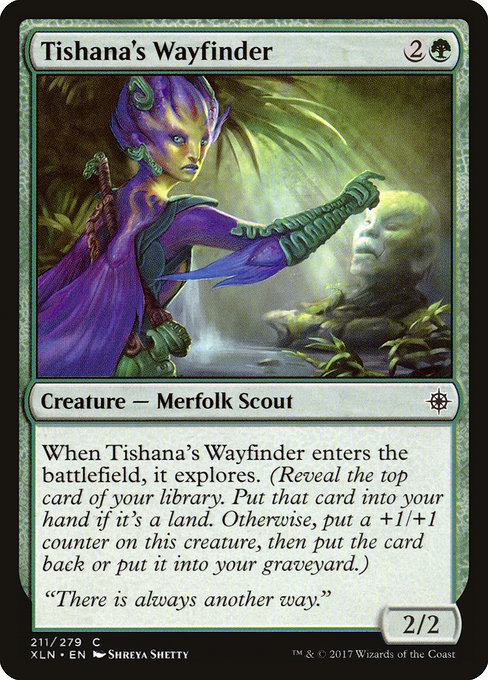 Tishana's Wayfinder 2
Creature — Merfolk Scout
When Tishana's Wayfinder enters the
battlefield, it explores. (Reveal the top
card of your library. Put that card into your
hand if it's a land. Otherwise, put a +1/+1
counter on this creature, then put the card
back or put it into your graveyard.)
"There is always another way."
2/2
211/279 C
XLN • EN Shreya Shetty
™ & © 2017 Wizards of the Coast